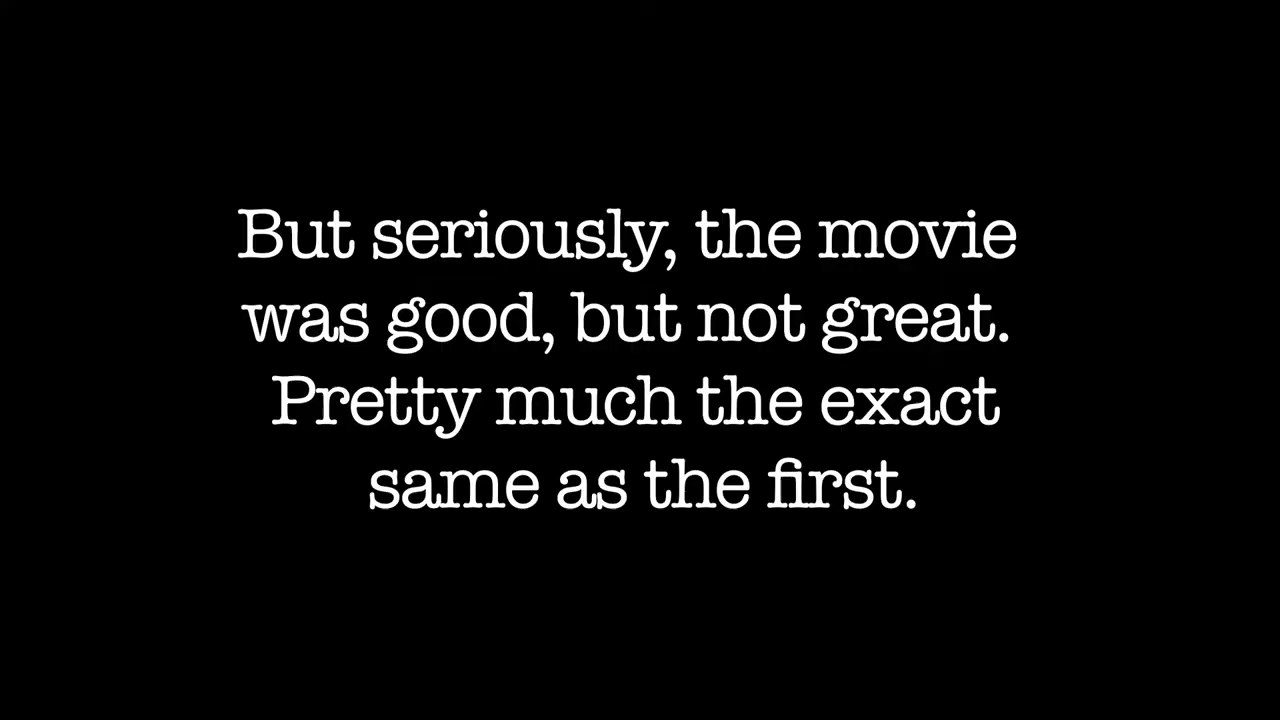 But seriously, the movie
was good, but not great.
Pretty much the exact
same as the first.